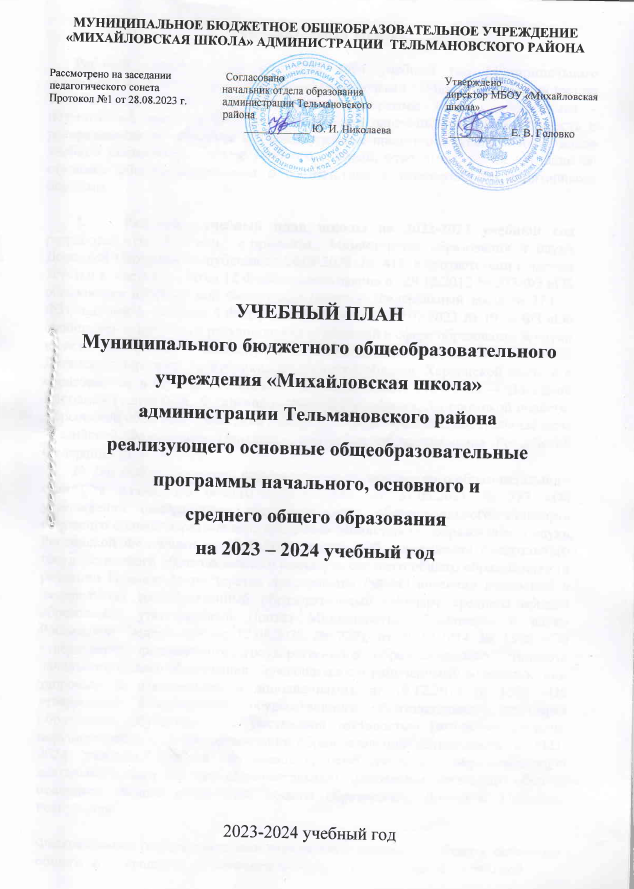 МУНИЦИПАЛЬНОЕ БЮДЖЕТНОЕ ОБЩЕОБРАЗОВАТЕЛЬНОЕ УЧРЕЖДЕНИЕ
«МИХАЙЛОВСКАЯ ШКОЛА» АДМИНИСТРАЦИИ ТЕЛЬМАНОВСКОГО РАЙОНА
Рассмотрено на заседании
педагогического совета
Протокол №1 от 28.08.2023 г.
Согласовано
начальник отдела образования
администрации Тельмановского
района
Ю. И. Николаева
Утверждено
директор МБОУ «Михайловская
школа»
Е. В. Головко
УЧЕБНЫЙ ПЛАН
Муниципального бюджетного общеобразовательного
учреждения «Михайловская школа»
администрации Тельмановского района
реализующего основные общеобразовательные
программы начального, основного и
среднего общего образования
на 2023 – 2024 учебный год
2023-2024 учебный год